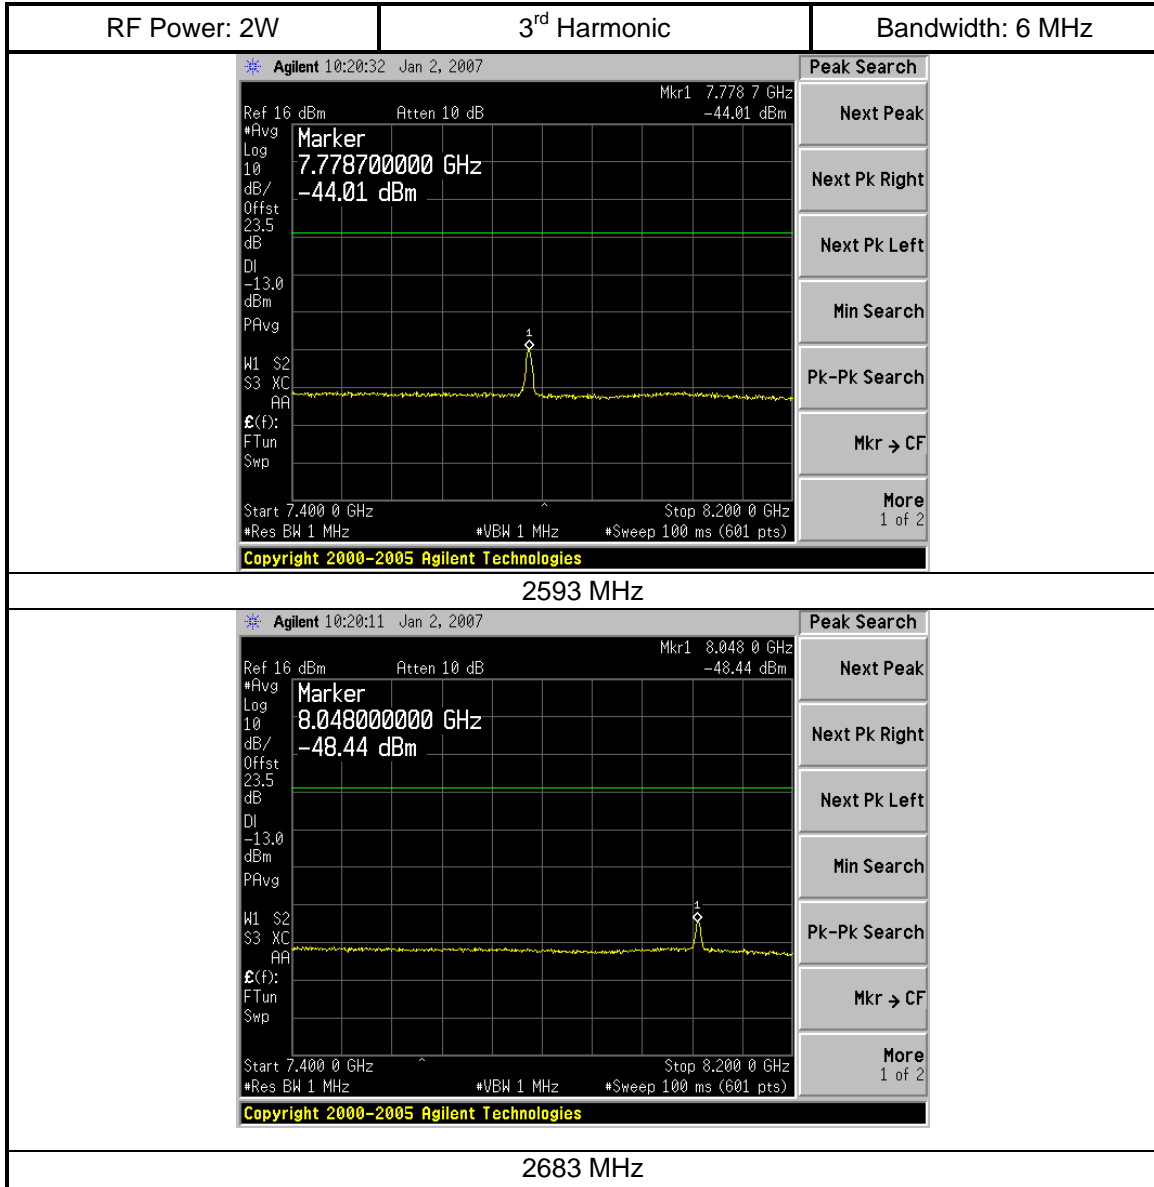 RF Power: 2W 3rd Harmonic Bandwidth: 6 MHz
Agilent 10:20:32 Jan 2, 2007 Peak Search
Mkr1 7.778 7 GHz
Ref 16 dBm Atten 10 dB -44.01 dBm
#Avg
Log
10
dB/
Offst
23.5
dB
DI
-13.0
dBm
PAvg
W1 S2
S3 XC
AA
£(f):
FTun
Swp
Marker
7.778700000 GHz
-44.01 dBm
1
Start 7.400 0 GHz Stop 8.200 0 GHz
#Res BW 1 MHz #VBW 1 MHz #Sweep 100 ms (601 pts)
Copyright 2000-2005 Agilent Technologies
Next Peak
Next Pk Right
Next Pk Left
Min Search
Pk-Pk Search
Mkr → CF
More
1 of 2
2593 MHz
Agilent 10:20:11 Jan 2, 2007 Peak Search
Mkr1 8.048 0 GHz
Ref 16 dBm Atten 10 dB -48.44 dBm
#Avg
Log
10
dB/
Offst
23.5
dB
DI
-13.0
dBm
PAvg
W1 S2
S3 XC
AA
£(f):
FTun
Swp
Marker
8.048000000 GHz
-48.44 dBm
1
Start 7.400 0 GHz Stop 8.200 0 GHz
#Res BW 1 MHz #VBW 1 MHz #Sweep 100 ms (601 pts)
Copyright 2000-2005 Agilent Technologies
Next Peak
Next Pk Right
Next Pk Left
Min Search
Pk-Pk Search
Mkr → CF
More
1 of 2
2683 MHz